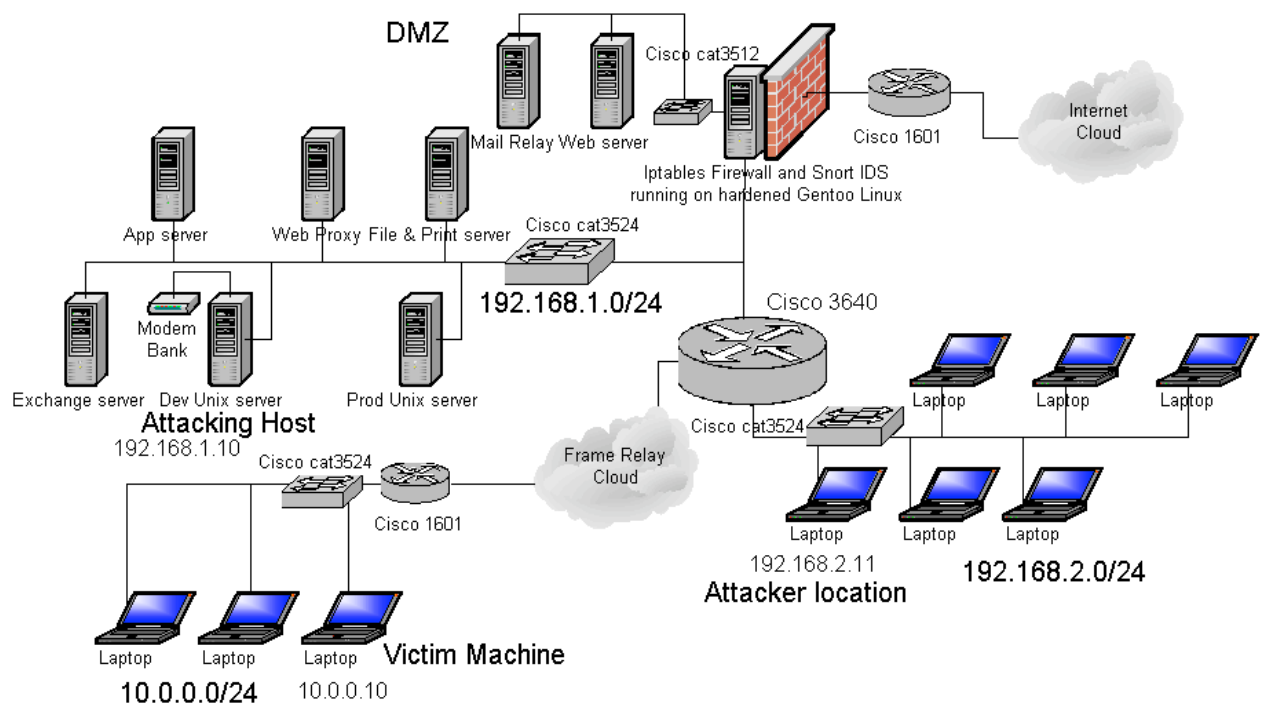 DMZ
Cisco cat3512
Mail Relay
Web server
Cisco 1601
Internet
Cloud
Iptables Firewall and Snort IDS
running on hardened Gentoo Linux
App server
Web Proxy
File & Print server
Cisco cat3524
192.168.1.0/24
Cisco 3640
Modem
Bank
Exchange server
Dev Unix server
Prod Unix server
Attacking Host
192.168.1.10
Laptop
Laptop
Laptop
Cisco cat3524
Frame Relay
Cloud
Cisco cat3524
Cisco 1601
Laptop
Laptop
Laptop
192.168.2.11
192.168.2.0/24
Attacker location
Victim Machine
Laptop
Laptop
Laptop
10.0.0.0/24
10.0.0.10